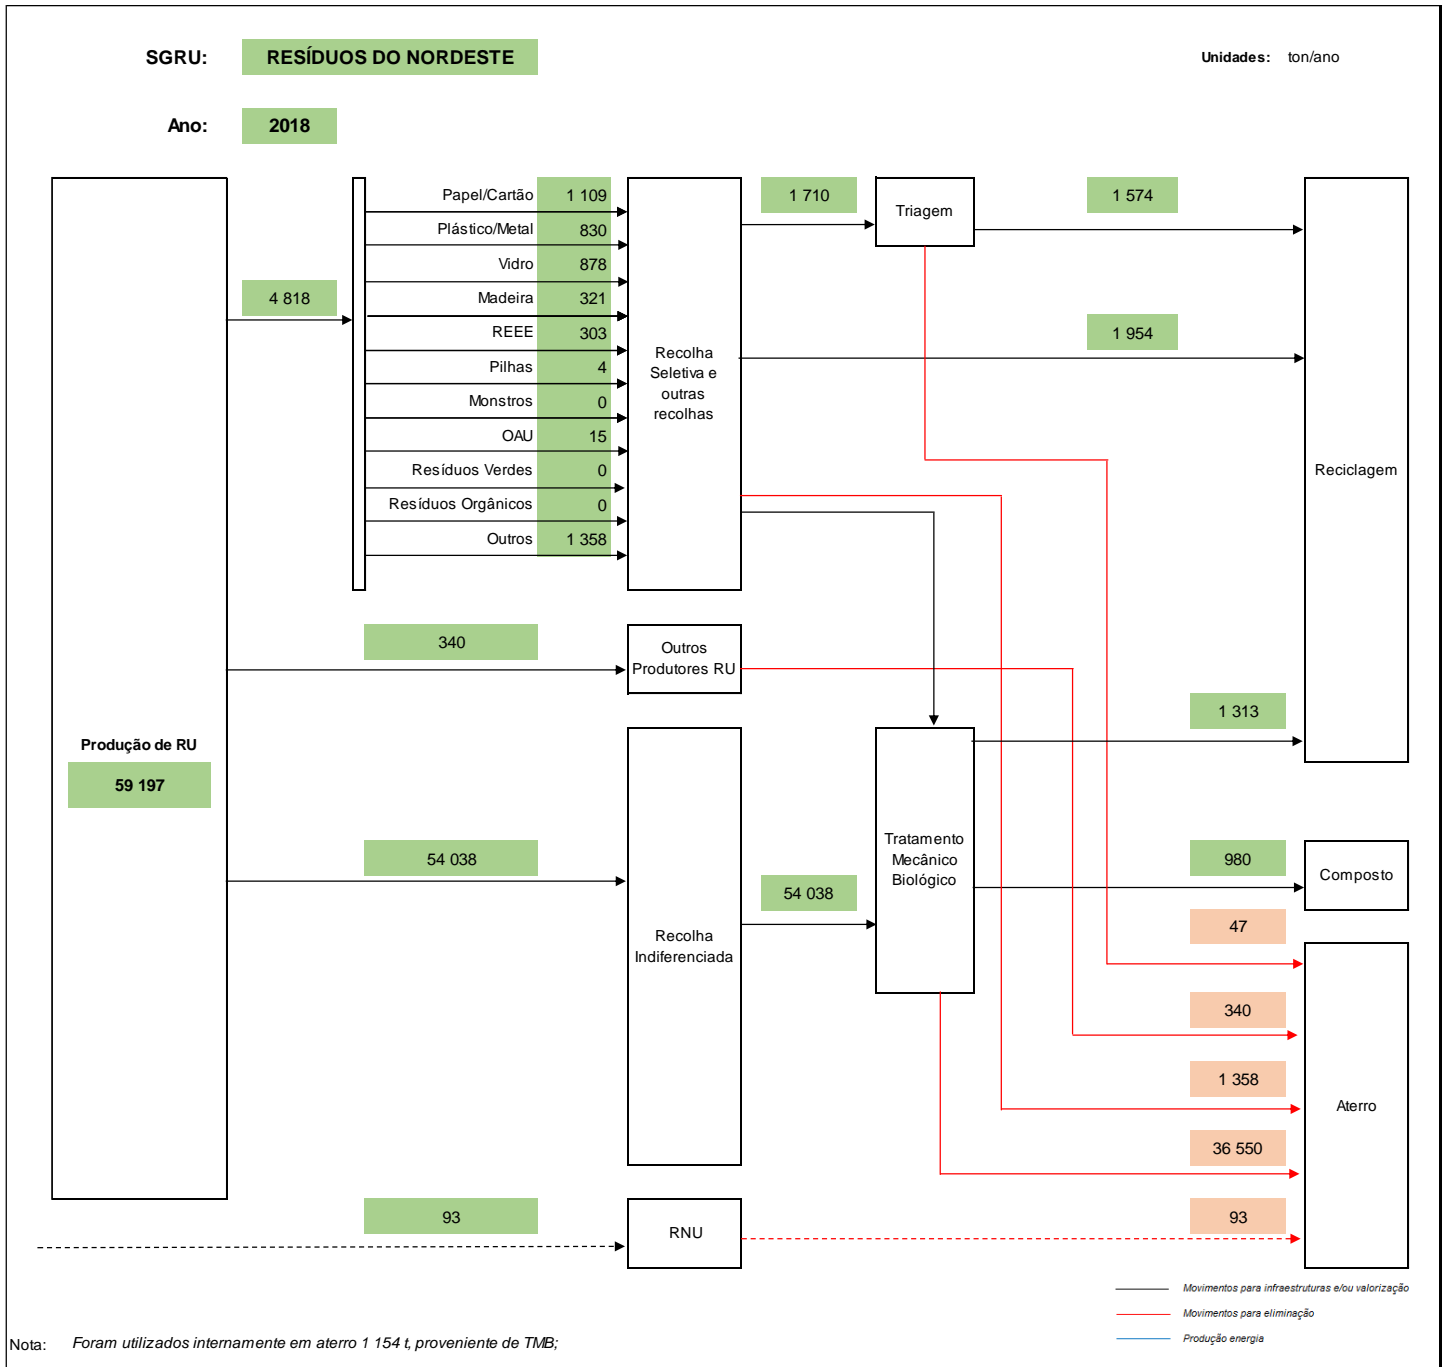 SGRU: RESÍDUOS DO NORDESTE Unidades: ton/ano
Ano: 2018
Papel/Cartão 1 109
Plástico/Metal 830
Vidro 878
Madeira 321
REEE 303
Pilhas 4
Monstros 0
OAU 15
Resíduos Verdes 0
Resíduos Orgânicos 0
Outros 1 358
4 818
Recolha
Seletiva e
outras
recolhas
1 710
Triagem
1 574
1 954
Reciclagem
340
Outros
Produtores RU
1 313
Produção de RU
59 197
54 038
Recolha
Indiferenciada
54 038
Tratamento
Mecânico
Biológico
980
Composto
47
340
1 358
36 550
Aterro
93
RNU
93
Movimentos para infraestruturas e/ou valorização
Movimentos para eliminação
Produção energia
Nota: Foram utilizados internamente em aterro 1 154 t, proveniente de TMB;